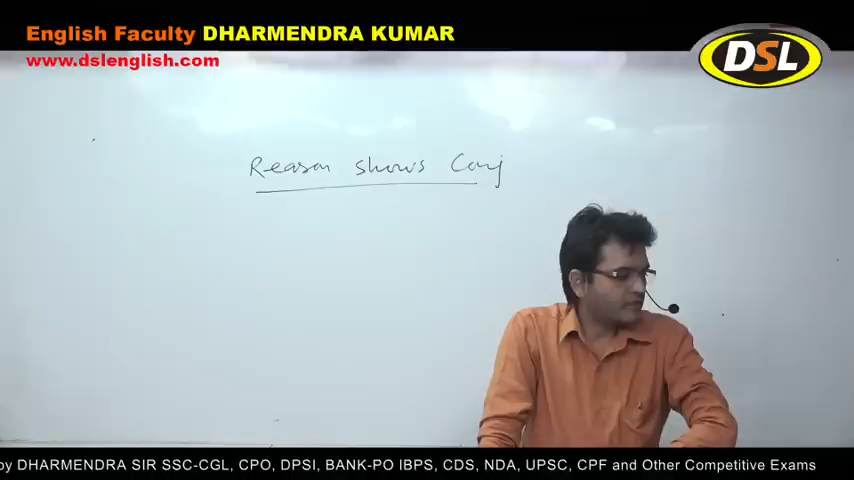 English Faculty DHARMENDRA KUMAR
www.dslenglish.com
DSL
Reason shows Conj
by DHARMENDRA SIR SSC-CGL, CPO, DPSI, BANK-PO IBPS, CDS, NDA, UPSC, CPF and Other Competitive Exams